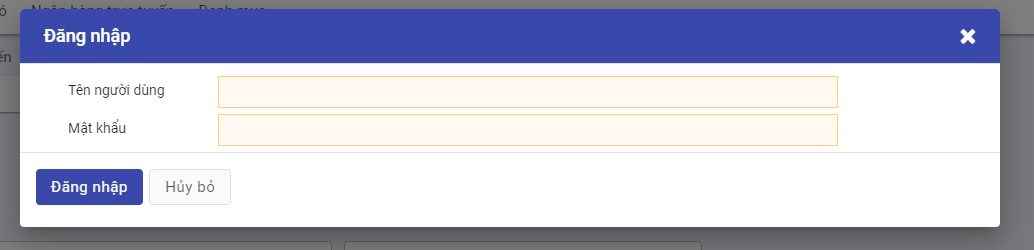 Đăng nhập
Tên người dùng
Mật khẩu
Đăng nhập Hủy bỏ